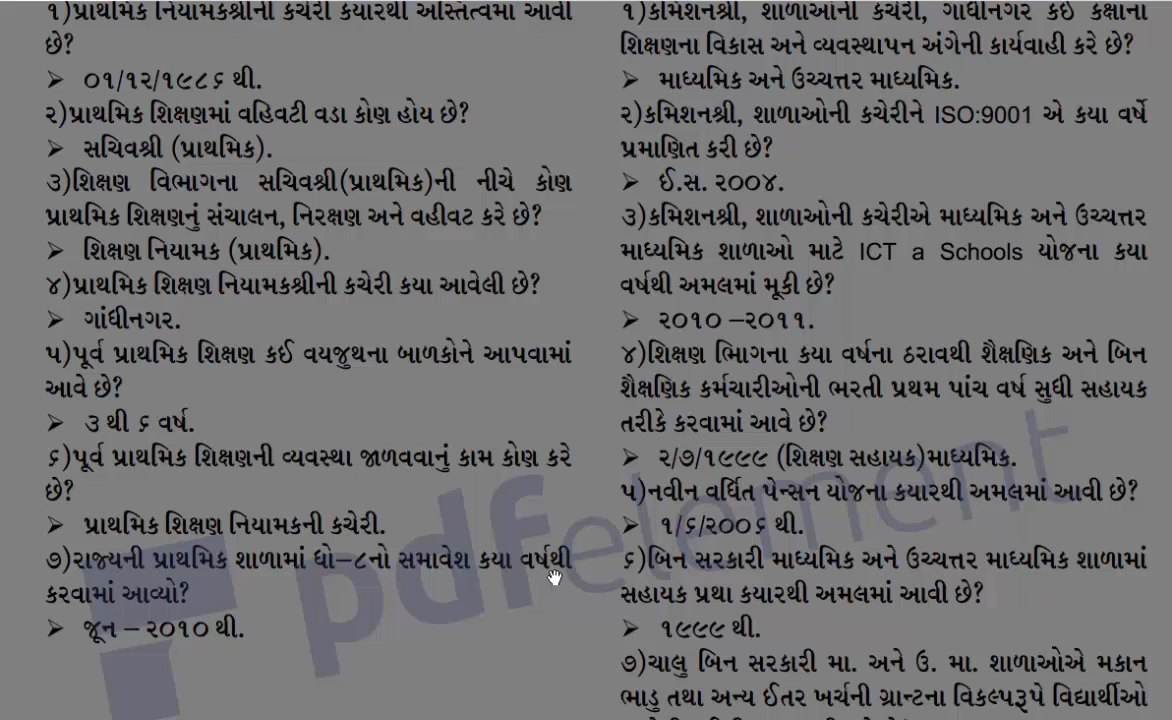 ૧)પ્રાથમિક નિયામકશ્રીની કચેરી કયારથી અસ્તિત્વમા આવી
છે?
➢ ૦૧/૧૨/૧૯૮૬ થી.
૨)પ્રાથમિક શિક્ષણમાં વહિવટી વડા કોણ હોય છે?
➢ સચિવશ્રી (પ્રાથમિક).
૩)શિક્ષણ વિભાગના સચિવશ્રી(પ્રાથમિક)ની નીચે કોણ
પ્રાથમિક શિક્ષણનું સંચાલન, નિરક્ષણ અને વહીવટ કરે છે?
➢ શિક્ષણ નિયામક (પ્રાથમિક).
૪)પ્રાથમિક શિક્ષણ નિયામકશ્રીની કચેરી કયા આવેલી છે?
➢ ગાંધીનગર.
૫)પૂર્વ પ્રાથમિક શિક્ષણ કઈ વયજુથના બાળકોને આપવામાં
આવે છે?
➢ ૩ થી ૬ વર્ષ.
૬)પૂર્વ પ્રાથમિક શિક્ષણની વ્યવસ્થા જાળવવાનું કામ કોણ કરે
છે?
➢ પ્રાથમિક શિક્ષણ નિયામકની કચેરી.
૭)રાજ્યની પ્રાથમિક શાળામાં ધો–૮નો સમાવેશ કયા વર્ષથી
કરવામાં આવ્યો?
➢ જૂન – ૨૦૧૦ થી.
૧)કમિશનશ્રી, શાળાઓની કચેરી, ગાંધીનગર કઈ કક્ષાના
શિક્ષણના વિકાસ અને વ્યવસ્થાપન અંગેની કાર્યવાહી કરે છે?
➢ માધ્યમિક અને ઉચ્ચત્તર માધ્યમિક.
૨)કમિશનશ્રી, શાળાઓની કચેરીને ISO:9001 એ કયા વર્ષે
પ્રમાણિત કરી છે?
➢ ઈ.સ. ૨૦૦૪.
૩)કમિશનશ્રી, શાળાઓની કચેરીએ માધ્યમિક અને ઉચ્ચત્તર
માધ્યમિક શાળાઓ માટે ICT a Schools યોજના કયા
વર્ષથી અમલમાં મૂકી છે?
➢ ૨૦૧૦ –૨૦૧૧.
૪)શિક્ષણ ભિાગના કયા વર્ષના ઠરાવથી શૈક્ષણિક અને બિન
શૈક્ષણિક કર્મચારીઓની ભરતી પ્રથમ પાંચ વર્ષ સુધી સહાયક
તરીકે કરવામાં આવે છે?
➢ ૨/૭/૧૯૯૯ (શિક્ષણ સહાયક)માધ્યમિક.
૫)નવીન વર્ધિત પેન્સન યોજના કયારથી અમલમાં આવી છે?
➢ ૧/૬/૨૦૦૬ થી.
૬)બિન સરકારી માધ્યમિક અને ઉચ્ચત્તર માધ્યમિક શાળામાં
સહાયક પ્રથા કયારથી અમલમાં આવી છે?
➢ ૧૯૯૯ થી.
૭)ચાલુ બિન સરકારી મા. અને ઉ. મા. શાળાઓએ મકાન
ભાડુ તથા અન્ય ઈતર ખર્ચની ગ્રાન્ટના વિકલ્પરૂપે વિદ્યાર્થીઓ
pdfelement